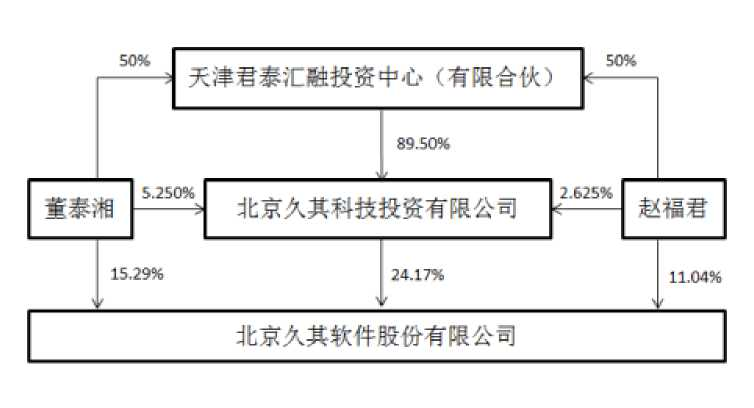 50%
50%
天津君泰汇融投资中心（有限合伙）
89.50%
董泰湘
5.250%
北京久其科技投资有限公司
2.625%
赵福君
15.29%
24.17%
11.04%
北京久其软件股份有限公司